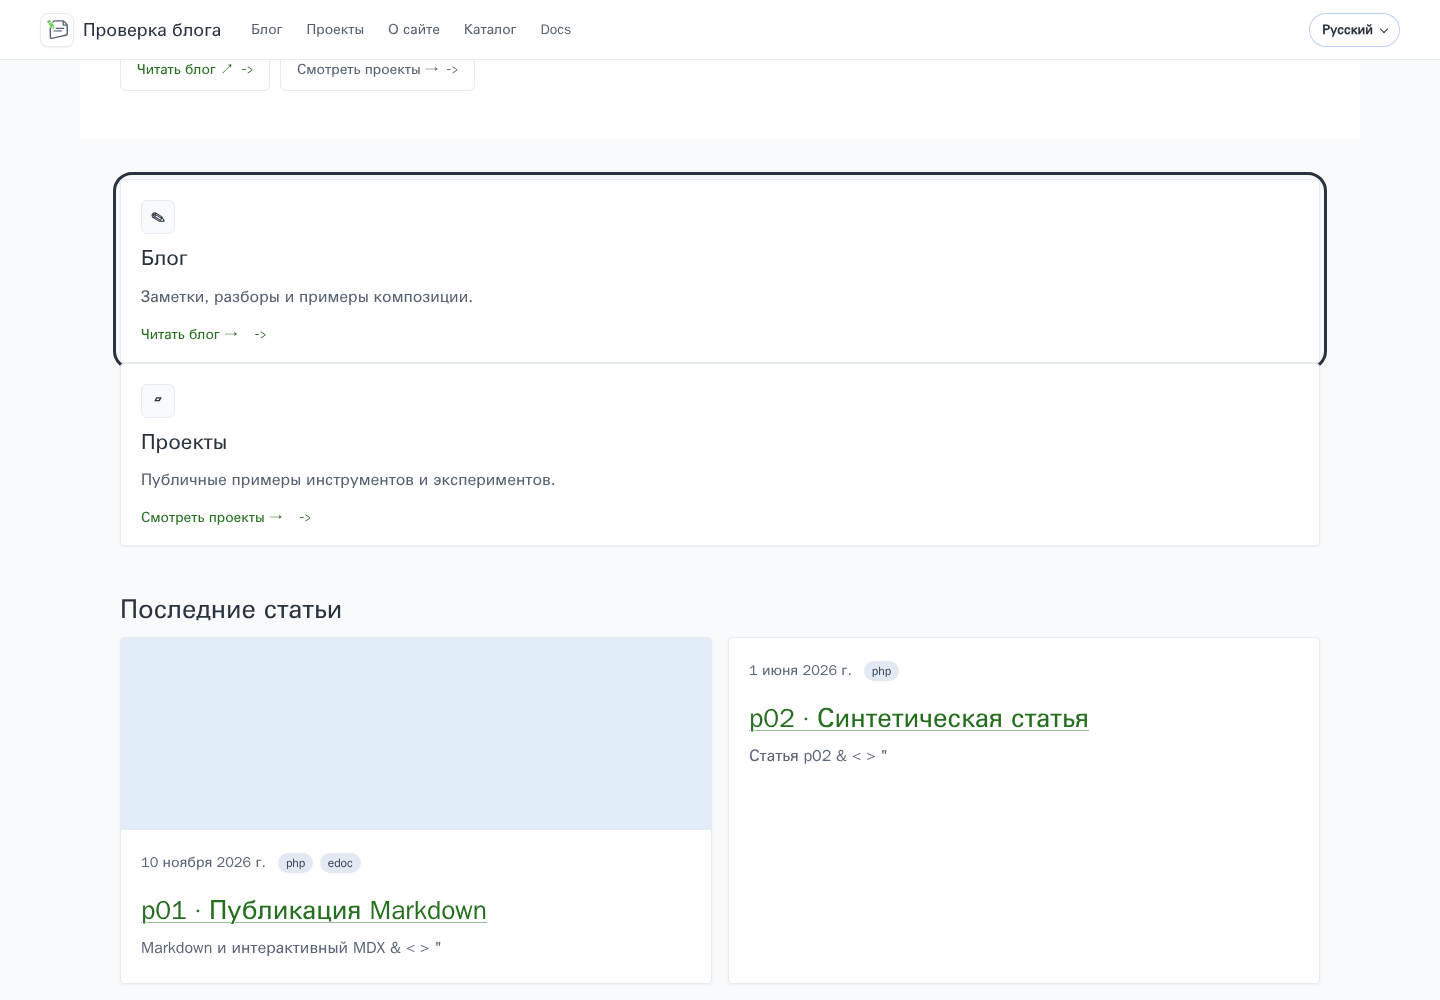 Проверка блога
Блог
Проекты
О сайте
Каталог
Docs
Русский
Читать блог ↗ ->
Смотреть проекты → ->
Блог
Заметки, разборы и примеры композиции.
Читать блог → ->
Проекты
Публичные примеры инструментов и экспериментов.
Смотреть проекты → ->
Последние статьи
10 ноября 2026 г. php edoc
p01 · Публикация Markdown
Markdown и интерактивный MDX & < > "
1 июня 2026 г. php
p02 · Синтетическая статья
Статья p02 & < > "